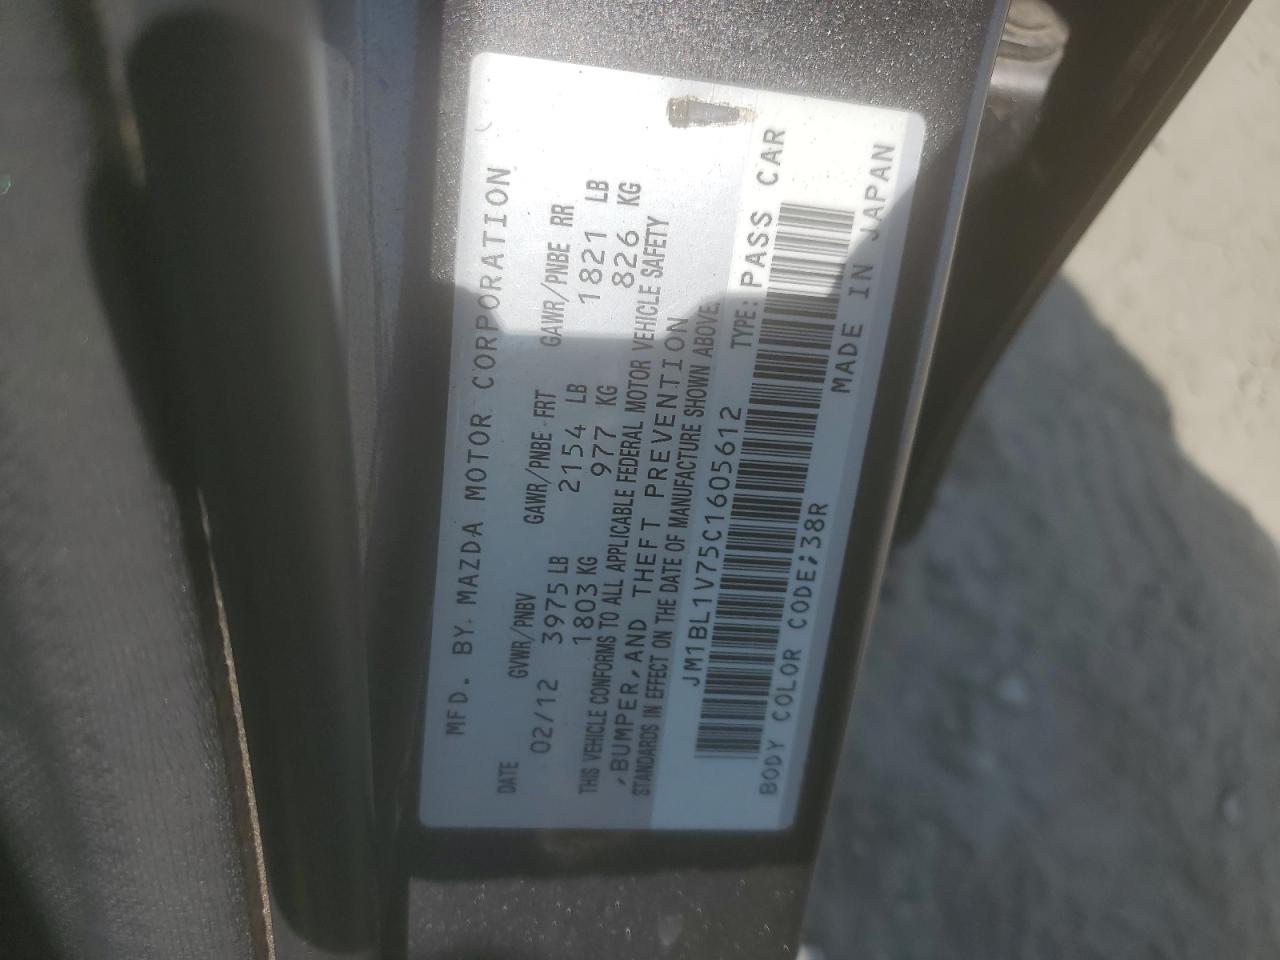 MFD. BY. MAZDA MOTOR CORPORATION
DATE GVWR/PNBV GAWR/PNBE FRT GAWR/PNBE RR
02/12 3975 LB 2154 LB 1821 LB
1803 KG 977 KG 826 KG
THIS VEHICLE CONFORMS TO ALL APPLICABLE FEDERAL MOTOR VEHICLE SAFETY
,BUMPER,AND THEFT PREVENTION
STANDARDS IN EFFECT ON THE DATE OF MANUFACTURE SHOWN ABOVE.
JM1BL1V75C1605612 TYPE: PASS CAR
BODY COLOR CODE;38R MADE IN JAPAN